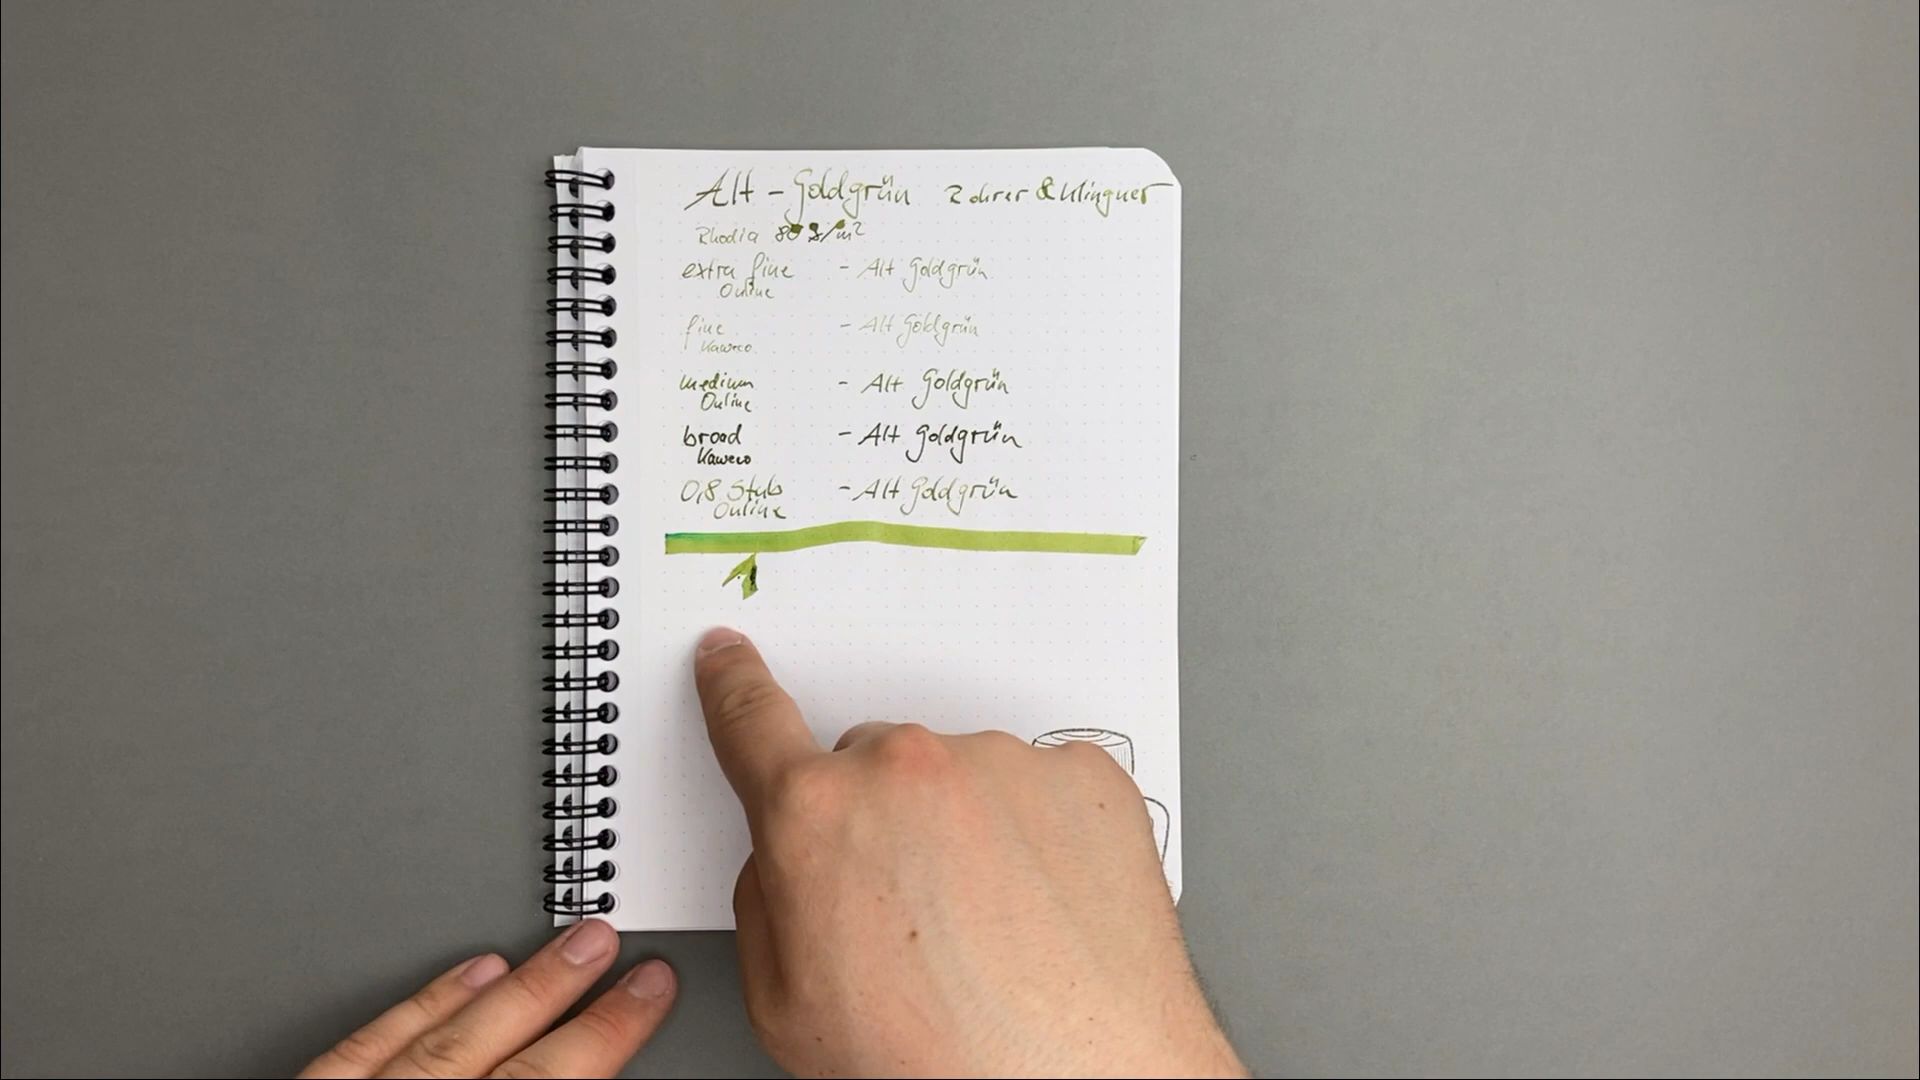 Alt - Goldgrün Rohrer & Klingner
Rhodia 80 g/m²
extra fine - Alt Goldgrün
Online
fine - Alt Goldgrün
Kaweco
medium - Alt Goldgrün
Online
broad - Alt Goldgrün
Kaweco
0,8 Stub - Alt Goldgrün
Online